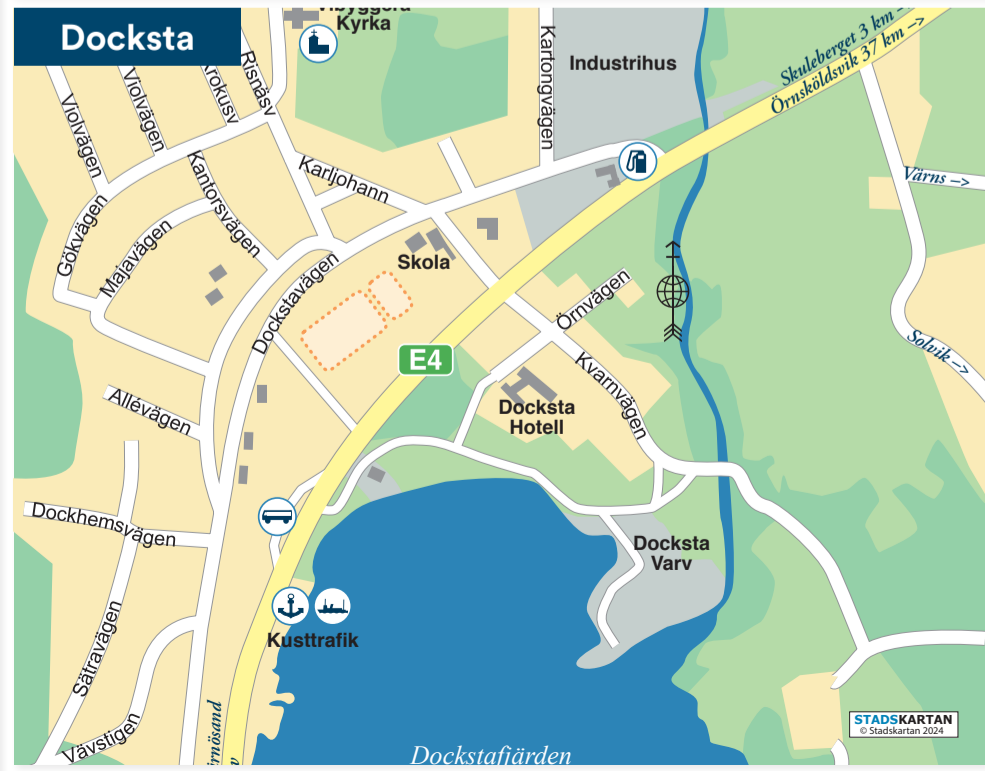 Docksta
Kyrka
Industrihus
Kartongvägen
Skuleberget 3 km –>
Örnsköldsvik 37 km –>
Risnäsv
Violvägen
Violvägen
Karljohann
Kantorsvägen
Värns –>
Gökvägen
Majavägen
Skola
Dockstavägen
Örnvägen
E4
Solvik –>
Kvarnvägen
Allévägen
Docksta
Hotell
Dockhemsvägen
Docksta
Varv
Kusttrafik
Sätravägen
Vävstigen
STADSKARTAN
© Stadskartan 2024
Dockstafjärden